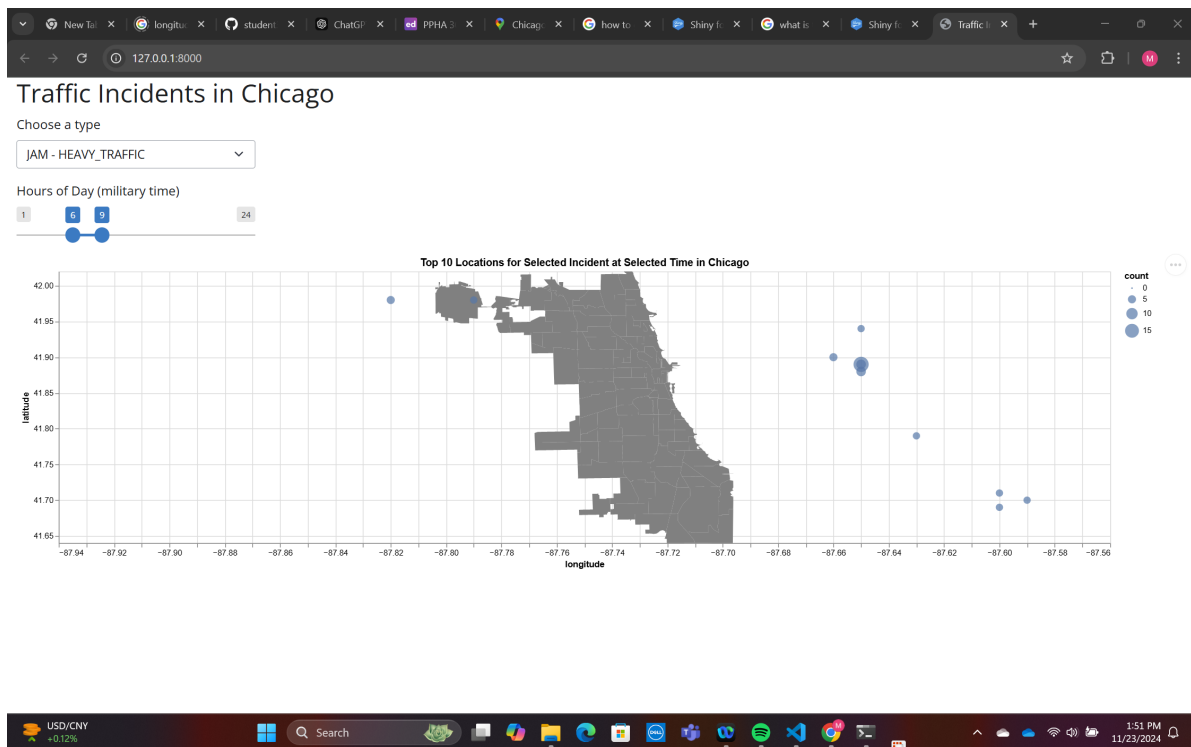 New Tal
longitud
student
ChatGP
PPHA 3
Chicago
how to
Shiny fo
what is
Shiny fo
Traffic I
127.0.0.1:8000
M
Traffic Incidents in Chicago
Choose a type
JAM - HEAVY_TRAFFIC
Hours of Day (military time)
1 6 9 24
Top 10 Locations for Selected Incident at Selected Time in Chicago
count
0
5
10
15
42.00
41.95
41.90
41.85
41.80
41.75
41.70
41.65
latitude
−87.94 −87.92 −87.90 −87.88 −87.86 −87.84 −87.82 −87.80 −87.78 −87.76 −87.74 −87.72 −87.70 −87.68 −87.66 −87.64 −87.62 −87.60 −87.58 −87.56
longitude
USD/CNY
+0.12%
Search
DELL
M
1:51 PM
11/23/2024